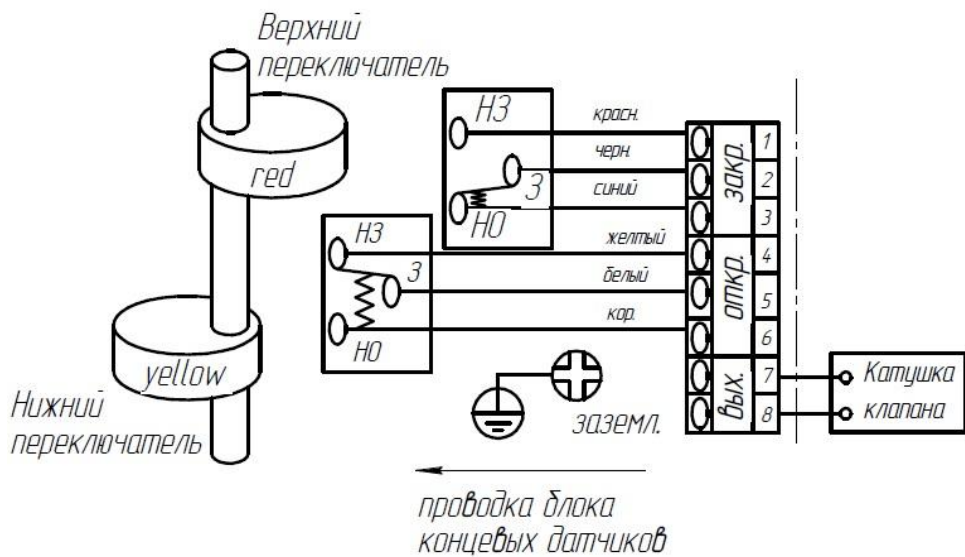 Верхний
переключатель
red
yellow
Нижний
переключатель
НЗ
З
НО
НЗ
З
НО
красн.
черн.
синий
желтый
белый
кор.
закр.
1
2
3
откр.
4
5
6
вых.
7
8
Катушка
клапана
заземл.
проводка блока
концевых датчиков